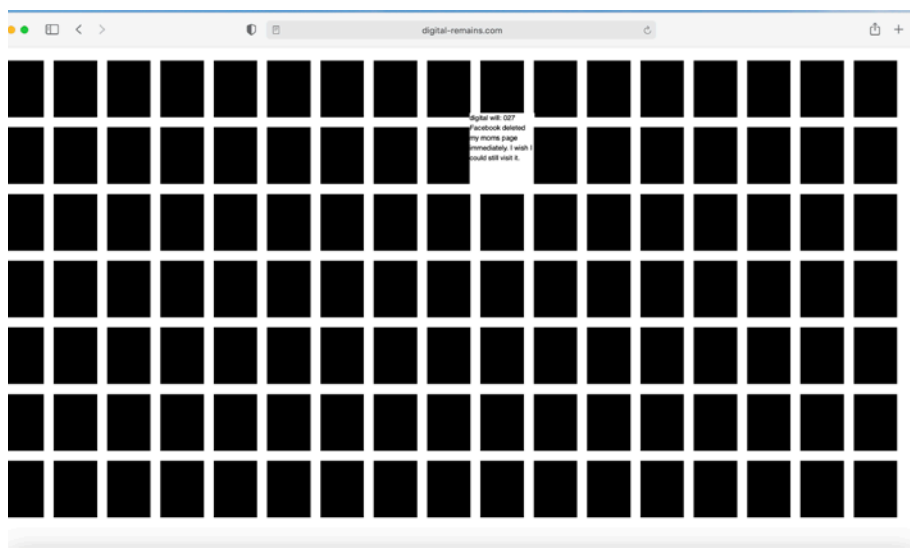 digital-remains.com
digital will: 027
Facebook deleted
my moms page
immediately. I wish I
could still visit it.